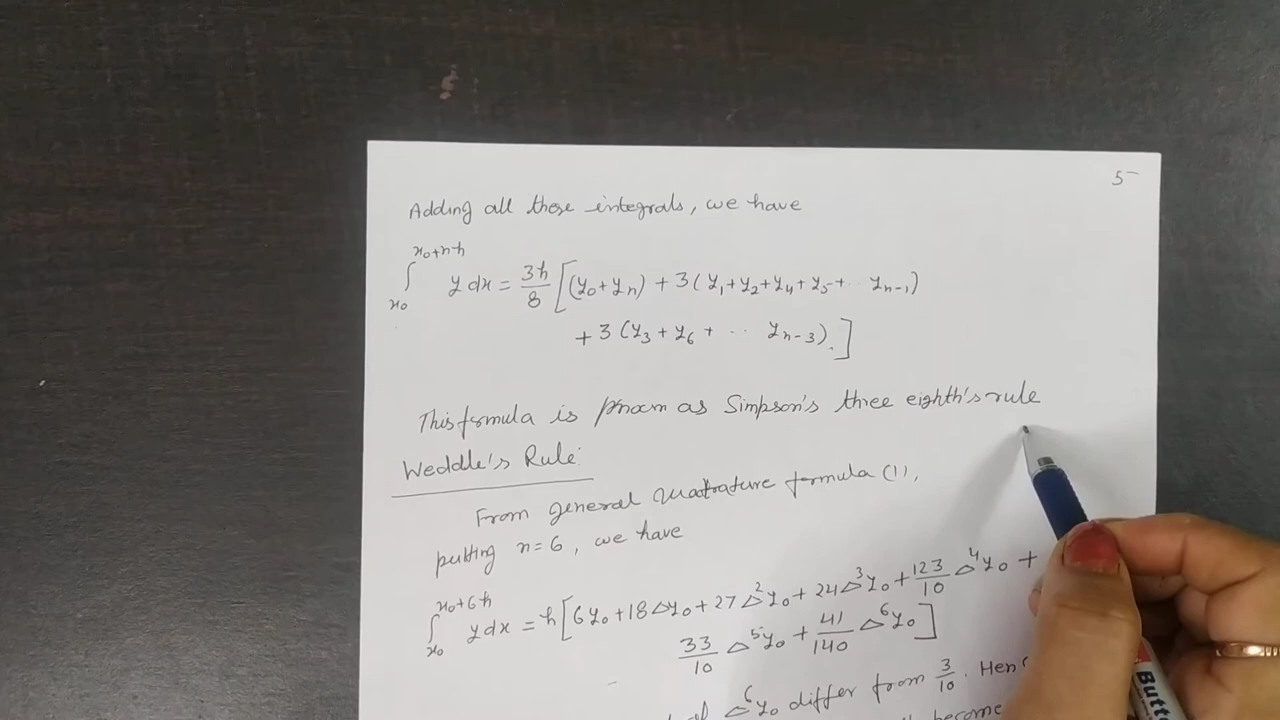 5
Adding all these integrals, we have
∫ₓ₀^(x₀+nh) y dx = 3h/8 [(y₀+yₙ) + 3(y₁+y₂+y₄+y₅+.. yₙ₋₁)
+ 3 (y₃ + y₆ + .. yₙ₋₃).]
This formula is known as Simpson's three eighth's rule
Weddle's Rule:
From general Quadrature formula (1),
putting n=6, we have
∫ₓ₀^(x₀+6h) y dx = h[6y₀+18Δy₀+27Δ²y₀+24Δ³y₀+123/10 Δ⁴y₀+
33/10 Δ⁵y₀ + 41/140 Δ⁶y₀]
of Δ⁶y₀ differ from 3/10. Hen
become
Butt